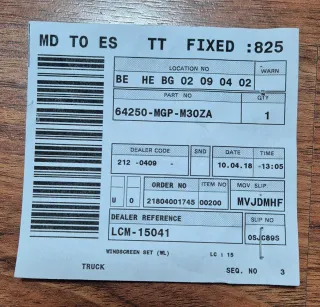 MD TO ES TT FIXED :825
LOCATION NO WARN
BE HE BG 02 09 04 02
PART NO QTY
64250-MGP-M30ZA 1
DEALER CODE SND DATE TIME
212 -0409 - 10.04.18 -13:05
ORDER NO ITEM NO MOV SLIP
U O 21804001745 00200 MVJDMHF
DEALER REFERENCE SLIP NO
LCM-15041
WINDSCREEN SET (WL) LC : 15
TRUCK SEQ. NO 3